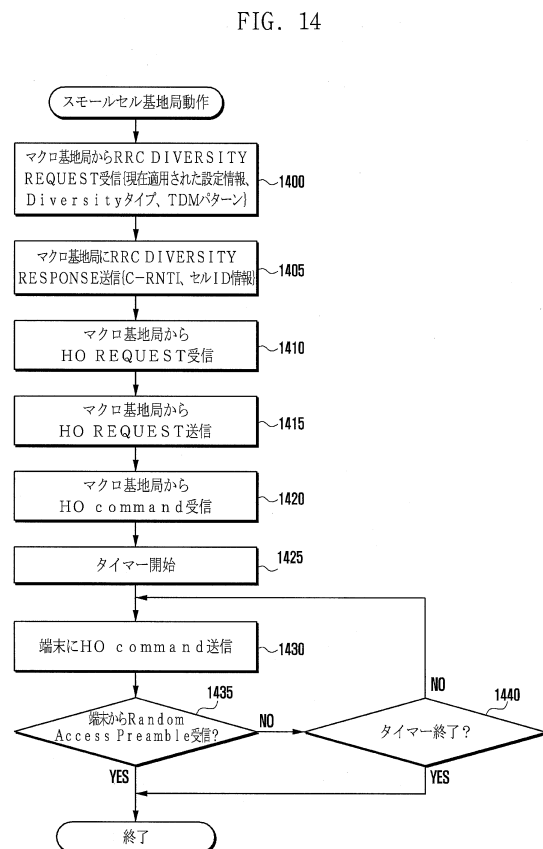 FIG. 14
スモールセル基地局動作
マクロ基地局からRRC DIVERSITY
REQUEST受信{現在適用された設定情報、
Diversityタイプ、TDMパターン}
1400
マクロ基地局にRRC DIVERSITY
RESPONSE送信{C-RNTI、セルID情報}
1405
マクロ基地局から
HO REQUEST受信
1410
マクロ基地局から
HO REQUEST送信
1415
マクロ基地局から
HO command受信
1420
タイマー開始
1425
端末にHO command送信
1430
端末からRandom
Access Preamble受信?
1435
NO
YES
タイマー終了?
1440
NO
YES
終了